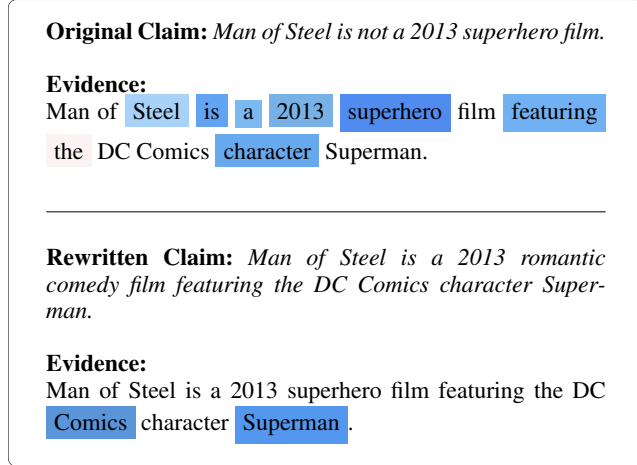 Original Claim: Man of Steel is not a 2013 superhero film.
Evidence:
Man of Steel is a 2013 superhero film featuring
the DC Comics character Superman.
Rewritten Claim: Man of Steel is a 2013 romantic
comedy film featuring the DC Comics character Super-
man.
Evidence:
Man of Steel is a 2013 superhero film featuring the DC
Comics character Superman .